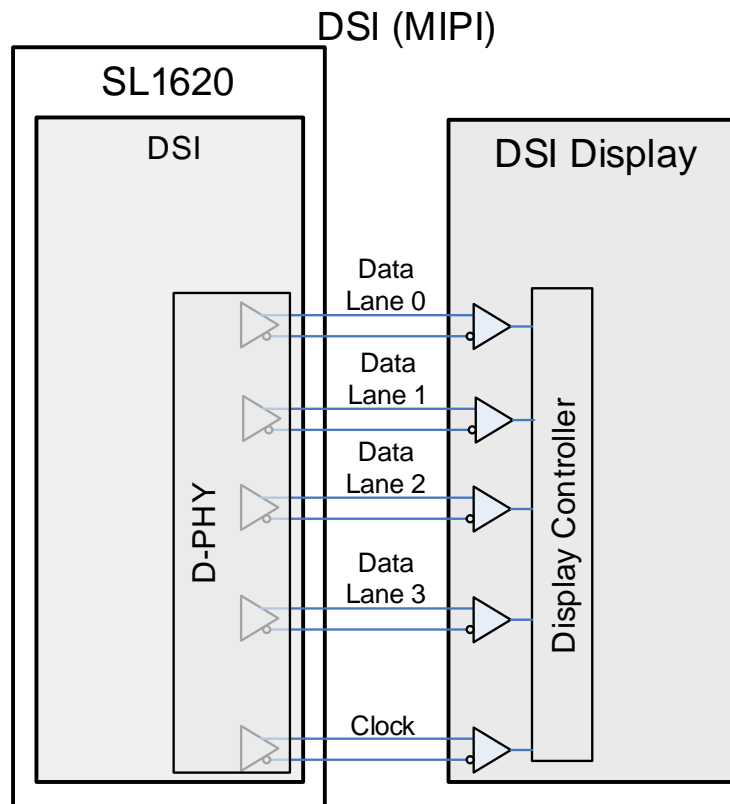 DSI (MIPI)
SL1620
DSI
DSI Display
Data
Lane 0
Data
Lane 1
Data
Lane 2
Data
Lane 3
Clock
D-PHY
Display Controller